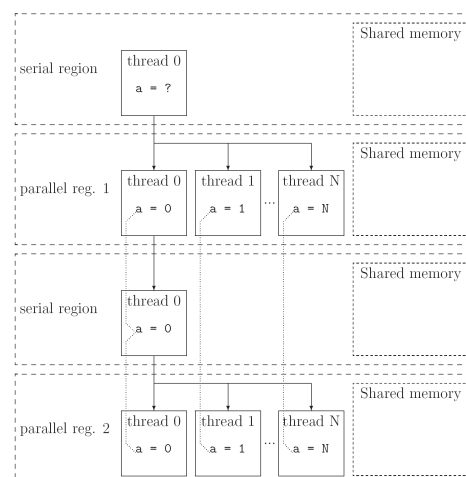 Shared memory
thread 0
serial region
a = ?
Shared memory
thread 0 thread 1 thread N
parallel reg. 1
a = 0 a = 1 ... a = N
Shared memory
thread 0
serial region
a = 0
Shared memory
thread 0 thread 1 thread N
parallel reg. 2
a = 0 a = 1 ... a = N